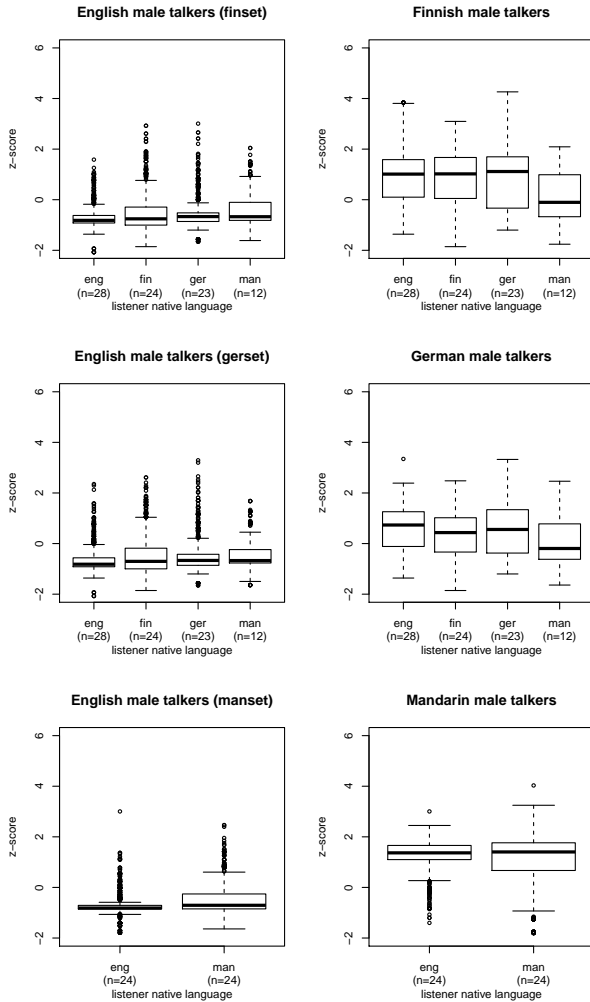 English male talkers (finset)
z−score
6
4
2
0
−2
eng fin ger man
(n=28) (n=24) (n=23) (n=12)
listener native language
Finnish male talkers
z−score
6
4
2
0
−2
eng fin ger man
(n=28) (n=24) (n=23) (n=12)
listener native language
English male talkers (gerset)
z−score
6
4
2
0
−2
eng fin ger man
(n=28) (n=24) (n=23) (n=12)
listener native language
German male talkers
z−score
6
4
2
0
−2
eng fin ger man
(n=28) (n=24) (n=23) (n=12)
listener native language
English male talkers (manset)
z−score
6
4
2
0
−2
eng man
(n=24) (n=24)
listener native language
Mandarin male talkers
z−score
6
4
2
0
−2
eng man
(n=24) (n=24)
listener native language